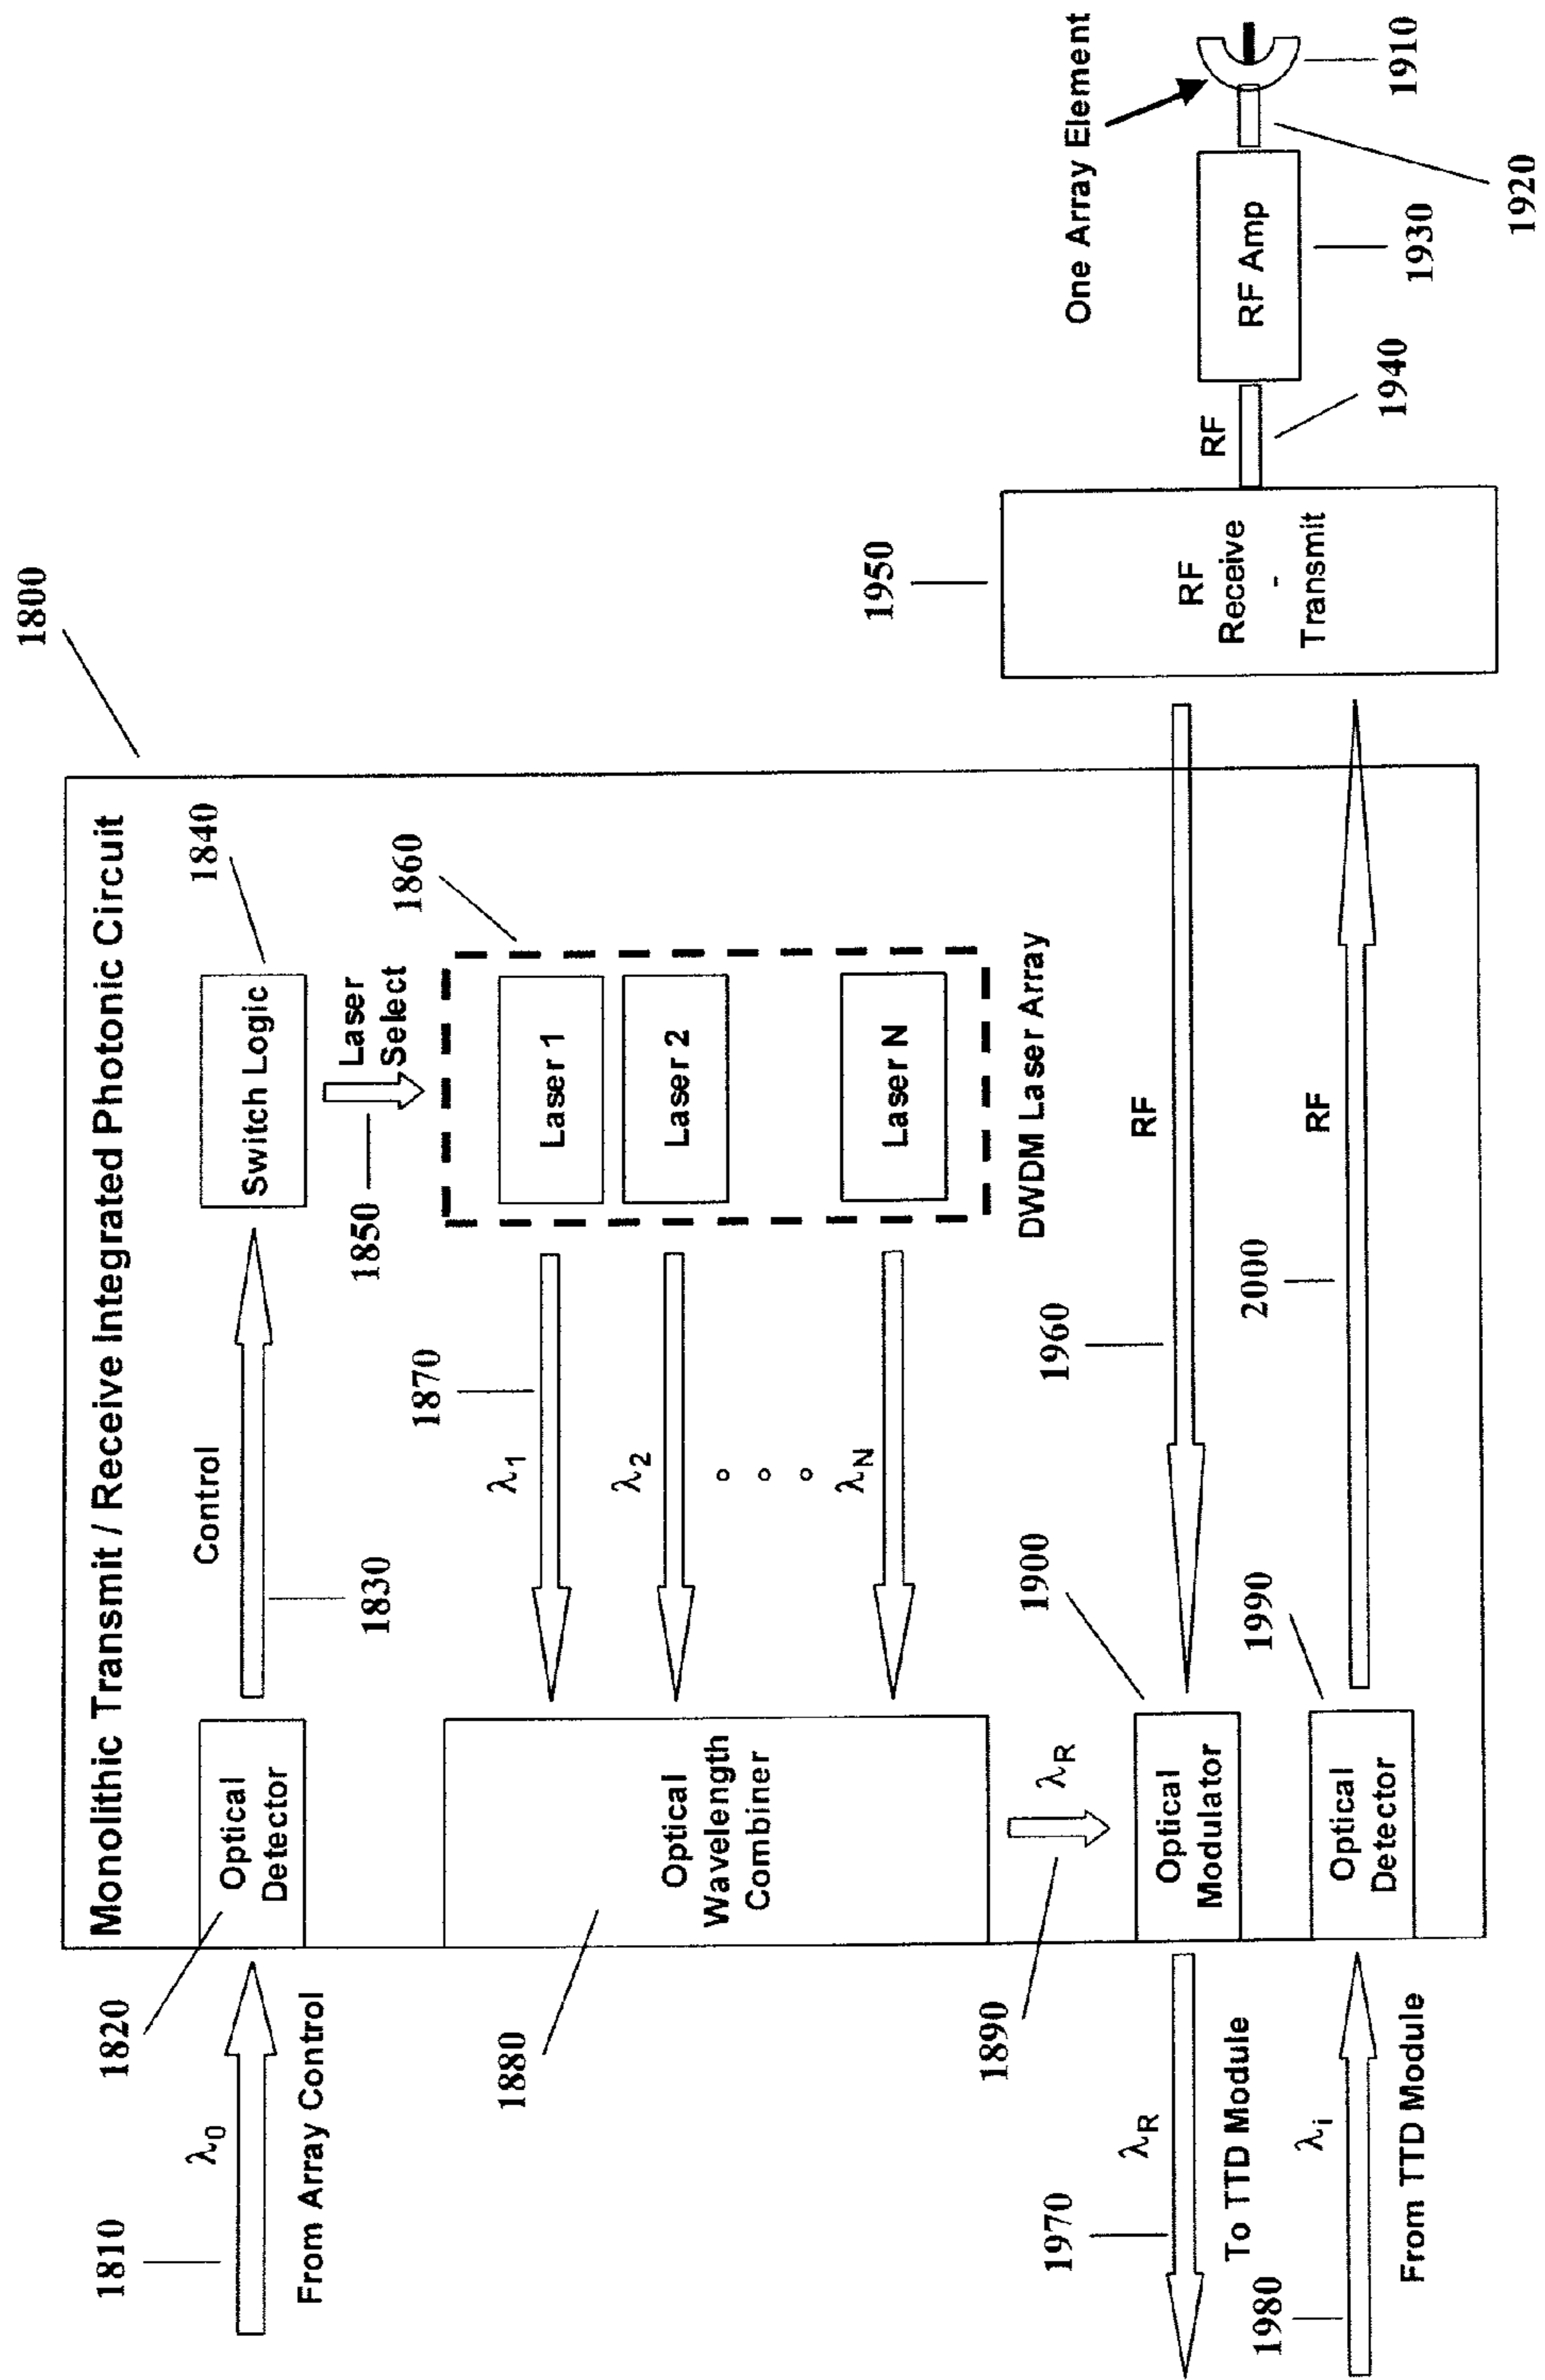 1800
Monolithic Transmit / Receive Integrated Photonic Circuit
1810
λ0
From Array Control
1820
Optical
Detector
Control
1830
Switch Logic
1840
Laser
Select
1850
1860
Laser 1
Laser 2
Laser N
DWDM Laser Array
1870
λ1
λ2
λN
Optical
Wavelength
Combiner
1880
λR
1890
Optical
Modulator
1900
RF
1960
λR
1970
To TTD Module
λi
1980
From TTD Module
Optical
Detector
1990
RF
2000
1950
RF
Receive
-
Transmit
RF
1940
RF Amp
1930
One Array Element
1920
1910